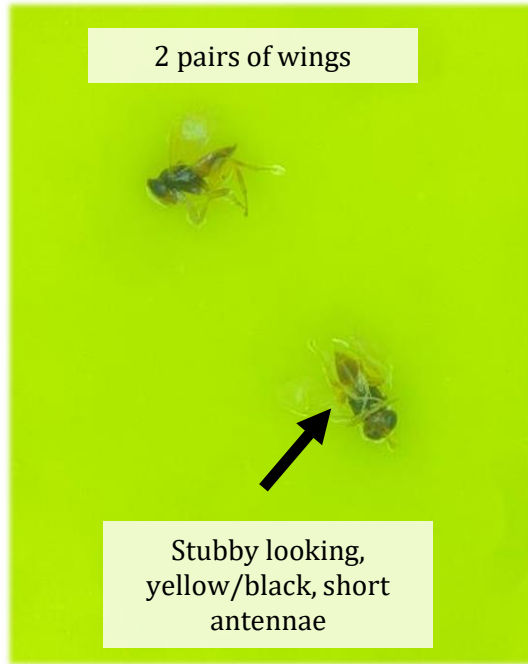 2 pairs of wings
Stubby looking,
yellow/black, short
antennae